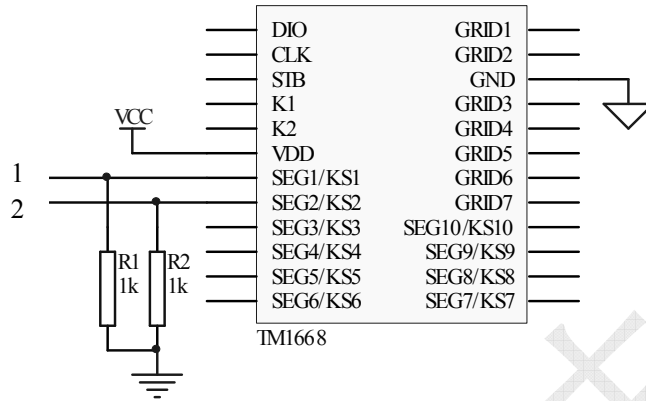 DIO GRID1
CLK GRID2
STB GND
K1 GRID3
VCC K2 GRID4
VDD GRID5
1 SEG1/KS1 GRID6
2 SEG2/KS2 GRID7
SEG3/KS3 SEG10/KS10
R1 R2 SEG4/KS4 SEG9/KS9
1k 1k SEG5/KS5 SEG8/KS8
SEG6/KS6 SEG7/KS7
TM1668